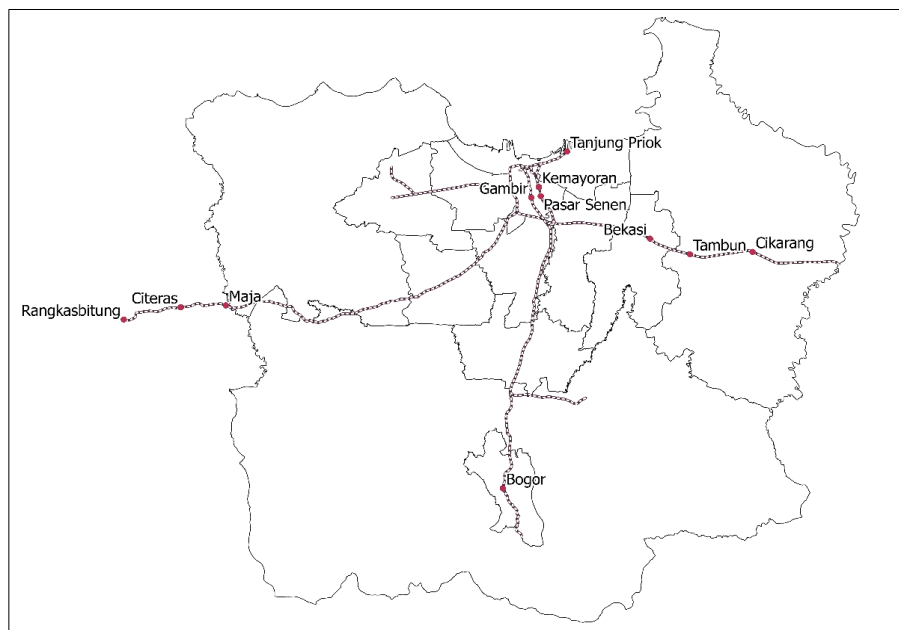 Tanjung Priok
Kemayoran
Gambir
Pasar Senen
Bekasi
Tambun
Cikarang
Maja
Citeras
Rangkasbitung
Bogor